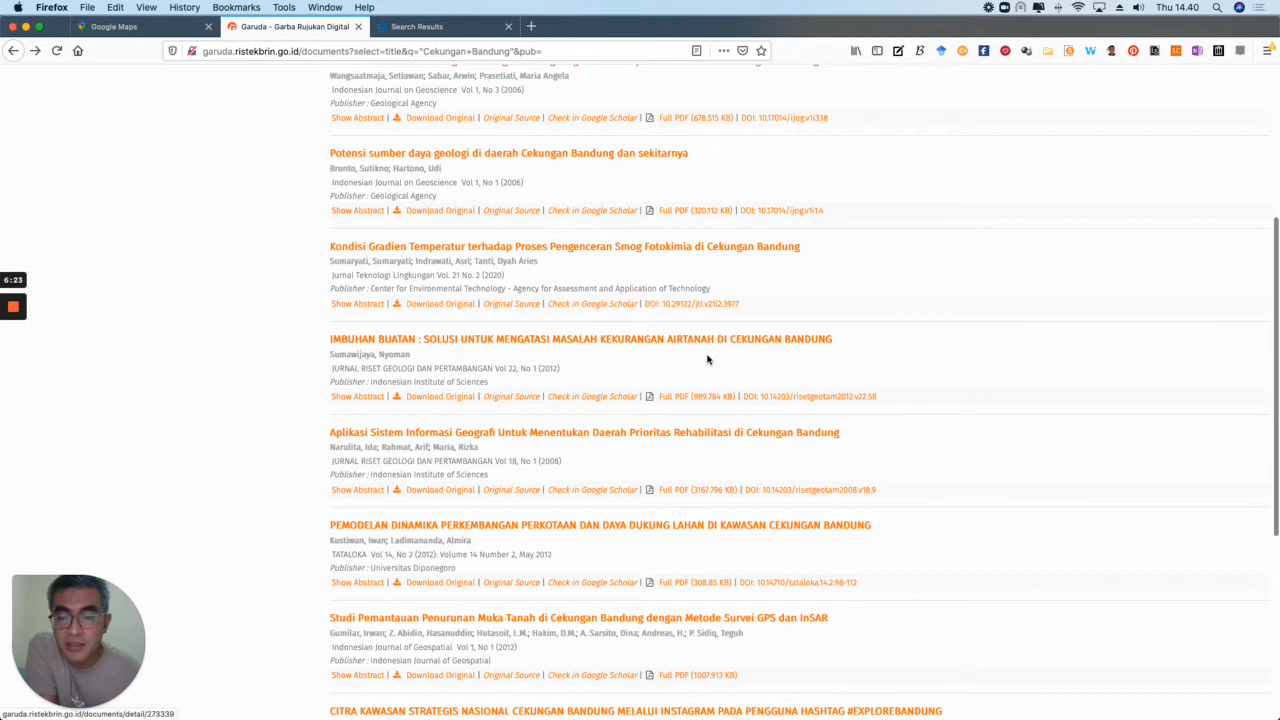 Firefox File Edit View History Bookmarks Tools Window Help
Google Maps
Garuda - Garba Rujukan Digital
Search Results
garuda.ristekbrin.go.id/documents?select=title&q="Cekungan+Bandung"&pub=
Wangsaatmaja, Setiawan; Sabar, Arwin; Prasetiati, Maria Angela
Indonesian Journal on Geoscience Vol 1, No 3 (2006)
Publisher : Geological Agency
Show Abstract | Download Original | Original Source | Check in Google Scholar | Full PDF (678.515 KB) | DOI: 10.17014/ijog.v1i3.18
Potensi sumber daya geologi di daerah Cekungan Bandung dan sekitarnya
Bronto, Sutikno; Hartono, Udi
Indonesian Journal on Geoscience Vol 1, No 1 (2006)
Publisher : Geological Agency
Show Abstract | Download Original | Original Source | Check in Google Scholar | Full PDF (320.112 KB) | DOI: 10.17014/ijog.v1i1.4
Kondisi Gradien Temperatur terhadap Proses Pengenceran Smog Fotokimia di Cekungan Bandung
Sumaryati, Sumaryati; Indrawati, Asri; Tanti, Dyah Aries
Jurnal Teknologi Lingkungan Vol. 21 No. 2 (2020)
Publisher : Center for Environmental Technology - Agency for Assessment and Application of Technology
Show Abstract | Download Original | Original Source | Check in Google Scholar | DOI: 10.29122/jtl.v21i2.3977
6:23
IMBUHAN BUATAN : SOLUSI UNTUK MENGATASI MASALAH KEKURANGAN AIRTANAH DI CEKUNGAN BANDUNG
Sumawijaya, Nyoman
JURNAL RISET GEOLOGI DAN PERTAMBANGAN Vol 22, No 1 (2012)
Publisher : Indonesian Institute of Sciences
Show Abstract | Download Original | Original Source | Check in Google Scholar | Full PDF (989.784 KB) | DOI: 10.14203/risetgeotam2012.v22.58
Aplikasi Sistem Informasi Geografi Untuk Menentukan Daerah Prioritas Rehabilitasi di Cekungan Bandung
Narulita, Ida; Rahmat, Arif; Maria, Rizka
JURNAL RISET GEOLOGI DAN PERTAMBANGAN Vol 18, No 1 (2008)
Publisher : Indonesian Institute of Sciences
Show Abstract | Download Original | Original Source | Check in Google Scholar | Full PDF (3167.796 KB) | DOI: 10.14203/risetgeotam2008.v18.9
PEMODELAN DINAMIKA PERKEMBANGAN PERKOTAAN DAN DAYA DUKUNG LAHAN DI KAWASAN CEKUNGAN BANDUNG
Kustiwan, Iwan; Ladimananda, Almira
TATALOKA Vol 14, No 2 (2012): Volume 14 Number 2, May 2012
Publisher : Universitas Diponegoro
Show Abstract | Download Original | Original Source | Check in Google Scholar | Full PDF (308.85 KB) | DOI: 10.14710/tataloka.14.2.98-112
Studi Pemantauan Penurunan Muka Tanah di Cekungan Bandung dengan Metode Survei GPS dan InSAR
Gumilar, Irwan; Z. Abidin, Hasanuddin; Hutasoit, L.M.; Hakim, D.M.; A. Sarsito, Dina; Andreas, H.; P. Sidiq, Teguh
Indonesian Journal of Geospatial Vol 1, No 1 (2012)
Publisher : Indonesian Journal of Geospatial
Show Abstract | Download Original | Original Source | Check in Google Scholar | Full PDF (1007.913 KB)
CITRA KAWASAN STRATEGIS NASIONAL CEKUNGAN BANDUNG MELALUI INSTAGRAM PADA PENGGUNA HASHTAG #EXPLOREBANDUNG
garuda.ristekbrin.go.id/documents/detail/273339